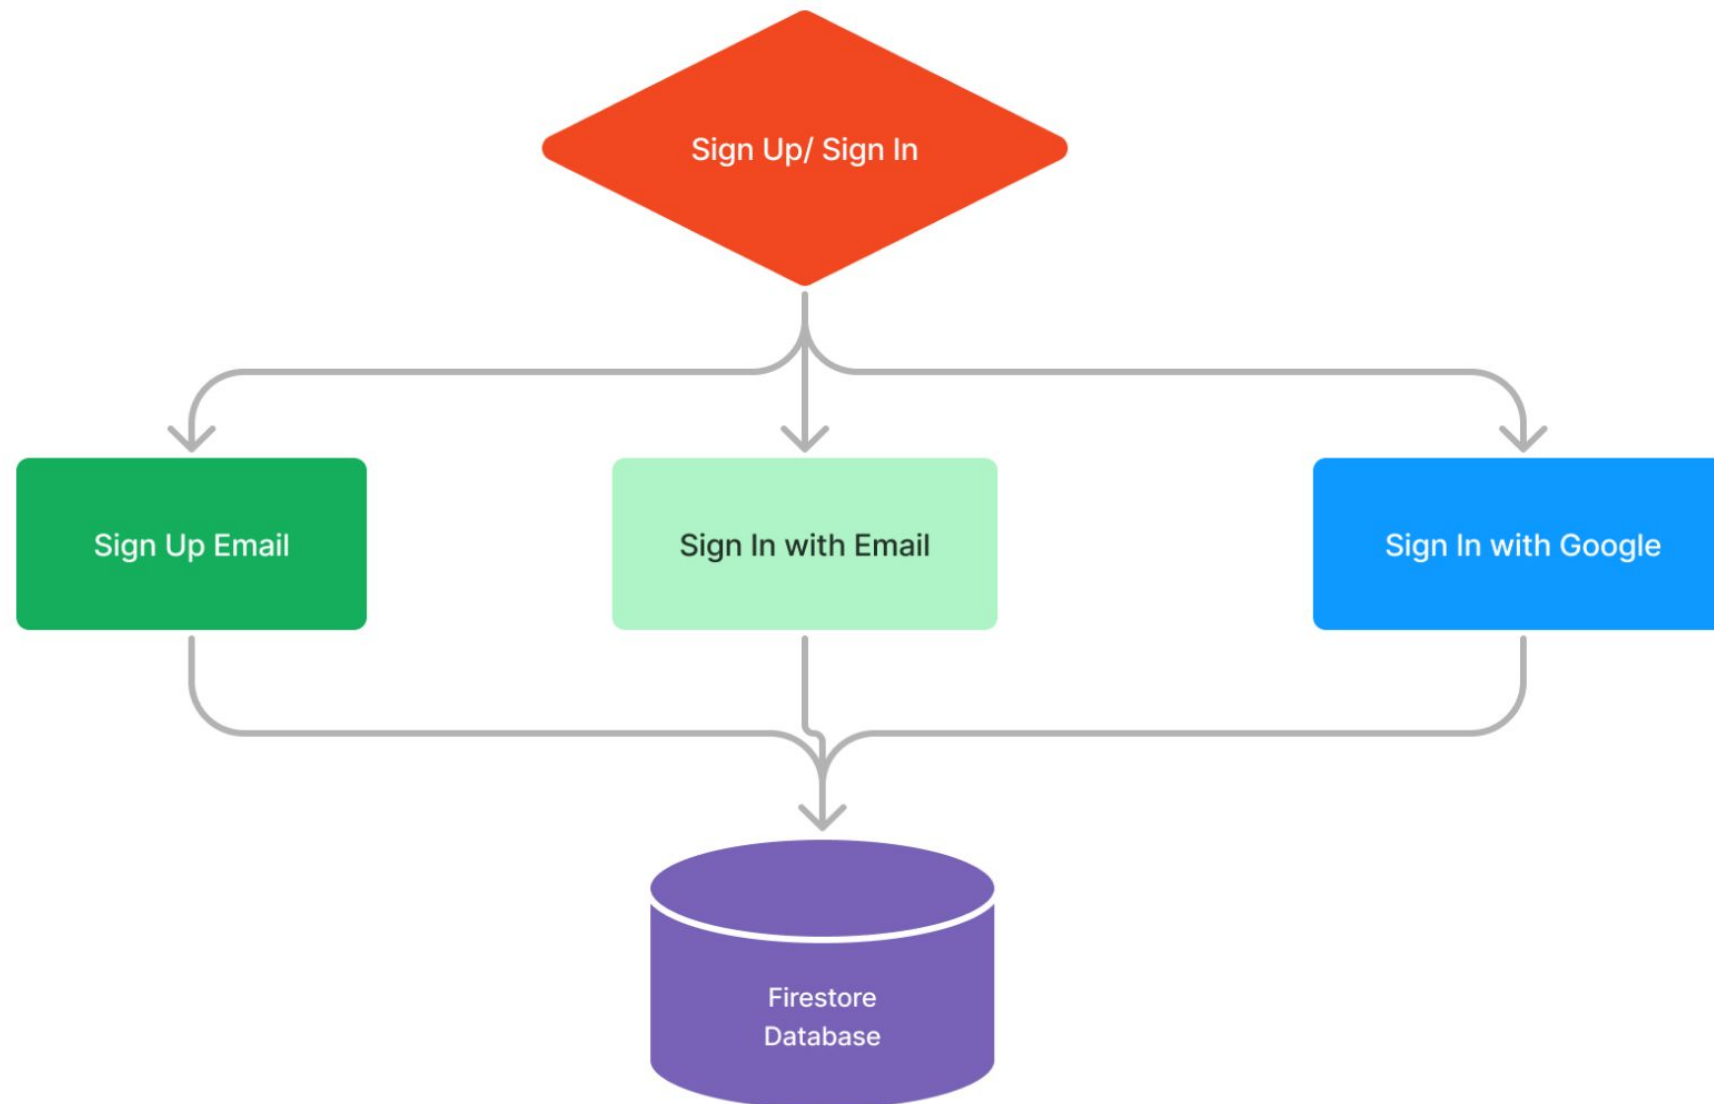 Sign Up/ Sign In
Sign Up Email
Sign In with Email
Sign In with Google
Firestore
Database